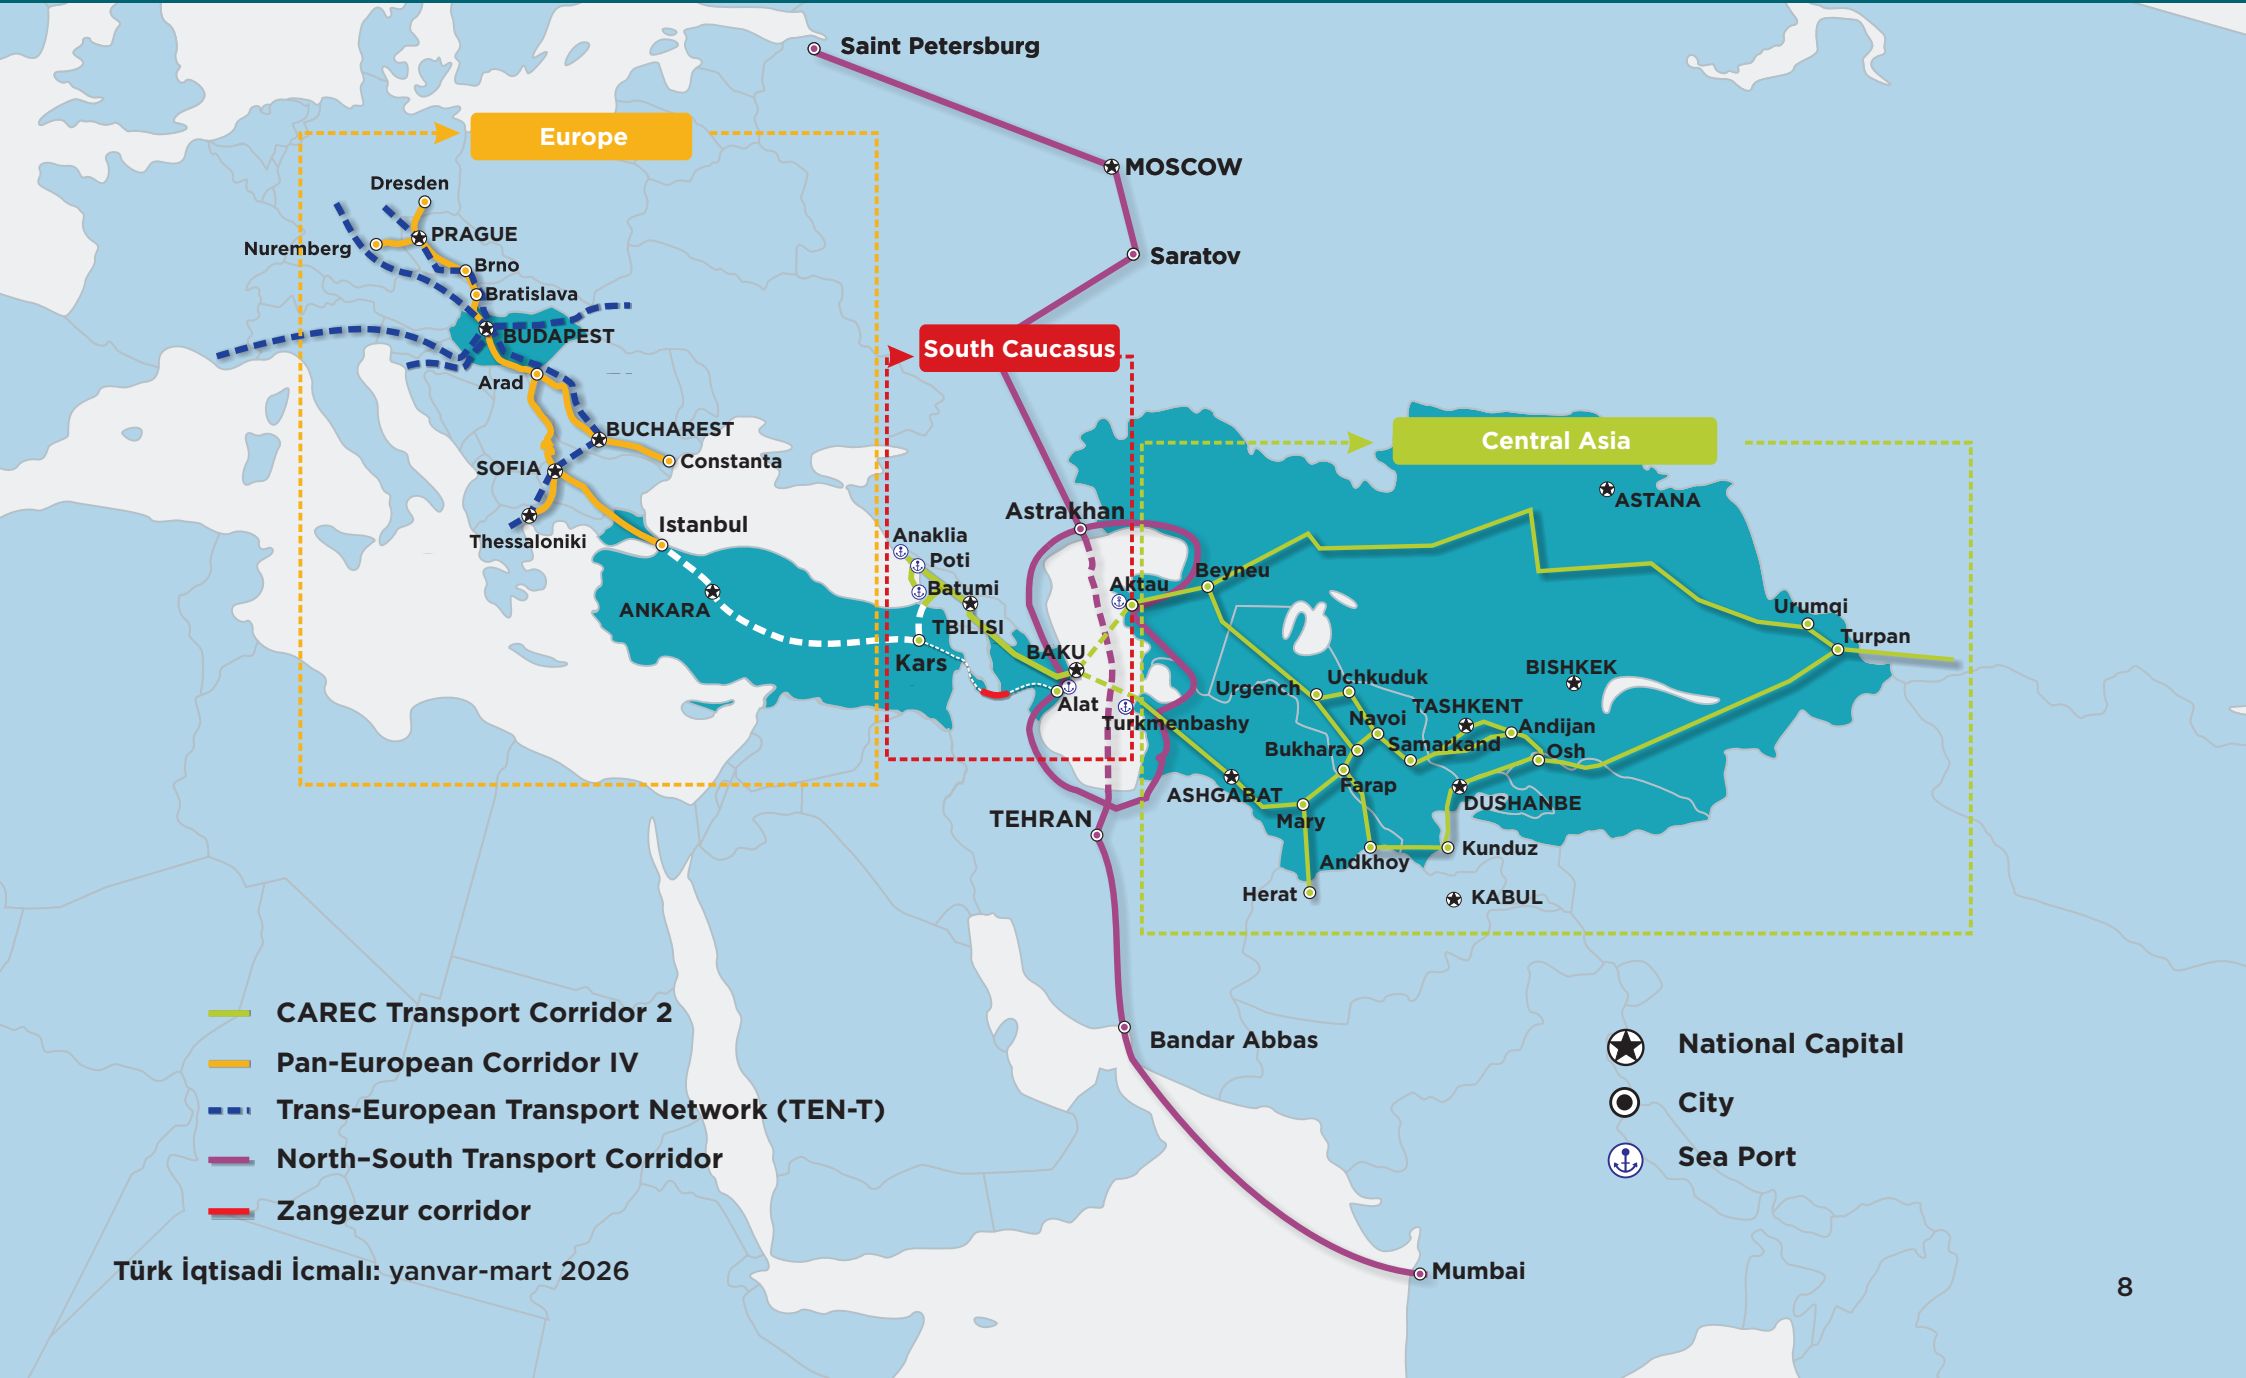 Saint Petersburg
MOSCOW
Saratov
Europe
Dresden
PRAGUE
Nuremberg
Brno
Bratislava
BUDAPEST
Arad
BUCHAREST
Constanta
SOFIA
Thessaloniki
Istanbul
ANKARA
South Caucasus
Astrakhan
Anaklia
Poti
Batumi
TBILISI
Kars
BAKU
Alat
Aktau
Turkmenbashy
TEHRAN
Central Asia
ASTANA
Beyneu
Urumqi
Turpan
BISHKEK
Urgench
Uchkuduk
TASHKENT
Navoi
Andijan
Bukhara
Samarkand
Osh
Farap
ASHGABAT
DUSHANBE
Mary
Andkhoy
Kunduz
Herat
KABUL
Bandar Abbas
Mumbai
CAREC Transport Corridor 2
Pan-European Corridor IV
Trans-European Transport Network (TEN-T)
North–South Transport Corridor
Zangezur corridor
National Capital
City
Sea Port
Türk İqtisadi İcmalı: yanvar-mart 2026
8